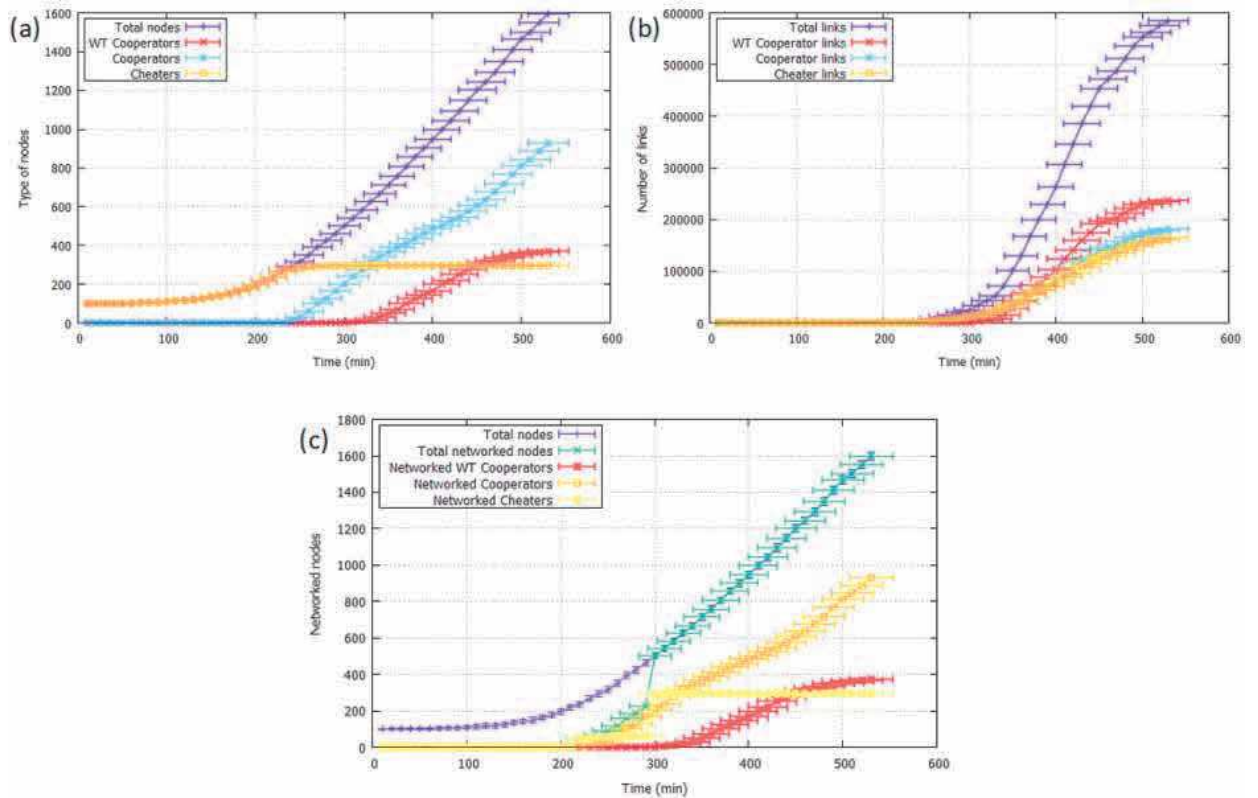 (a)
Total nodes
WT Cooperators
Cooperators
Cheaters
Type of nodes
1600
1400
1200
1000
800
600
400
200
0
0 100 200 300 400 500 600
Time (min)
(b)
Total links
WT Cooperator links
Cooperator links
Cheater links
Number of links
600000
500000
400000
300000
200000
100000
0
0 100 200 300 400 500 600
Time (min)
(c)
Total nodes
Total networked nodes
Networked WT Cooperators
Networked Cooperators
Networked Cheaters
Networked nodes
1800
1600
1400
1200
1000
800
600
400
200
0
0 100 200 300 400 500 600
Time (min)